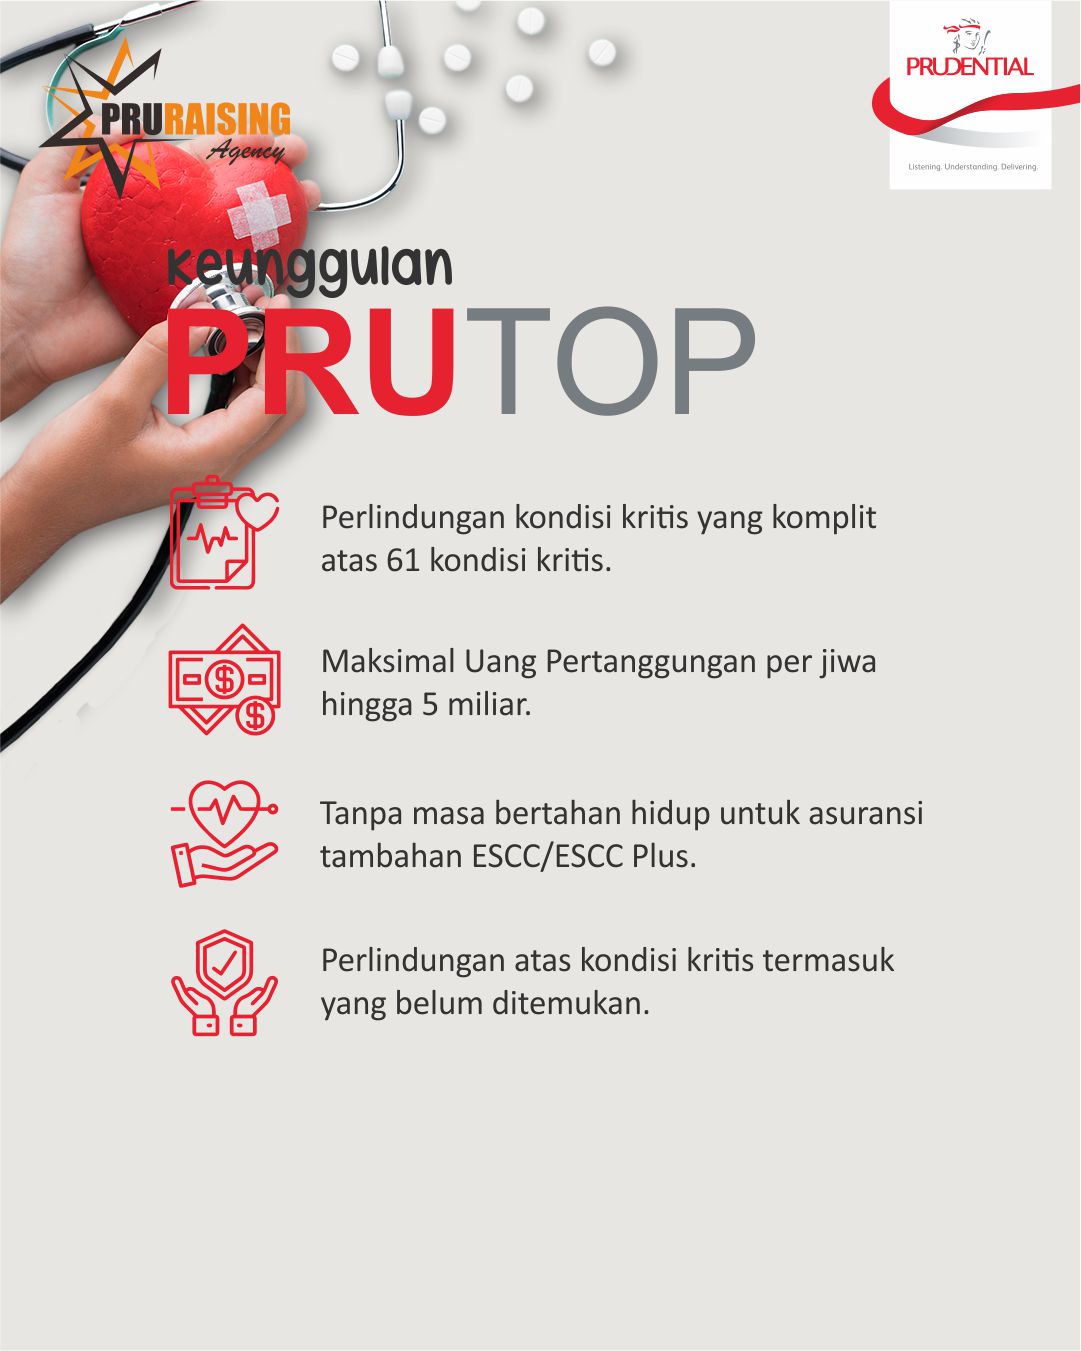 PRURAISING
Agency
PRUDENTIAL
Listening. Understanding. Delivering.
Keunggulan
PRUTOP
Perlindungan kondisi kritis yang komplit
atas 61 kondisi kritis.
Maksimal Uang Pertanggungan per jiwa
hingga 5 miliar.
Tanpa masa bertahan hidup untuk asuransi
tambahan ESCC/ESCC Plus.
Perlindungan atas kondisi kritis termasuk
yang belum ditemukan.